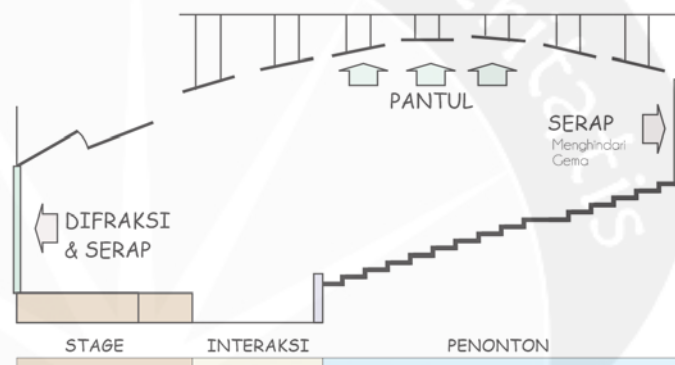 PANTUL
SERAP
Menghindari
Gema
DIFRAKSI
& SERAP
STAGE
INTERAKSI
PENONTON